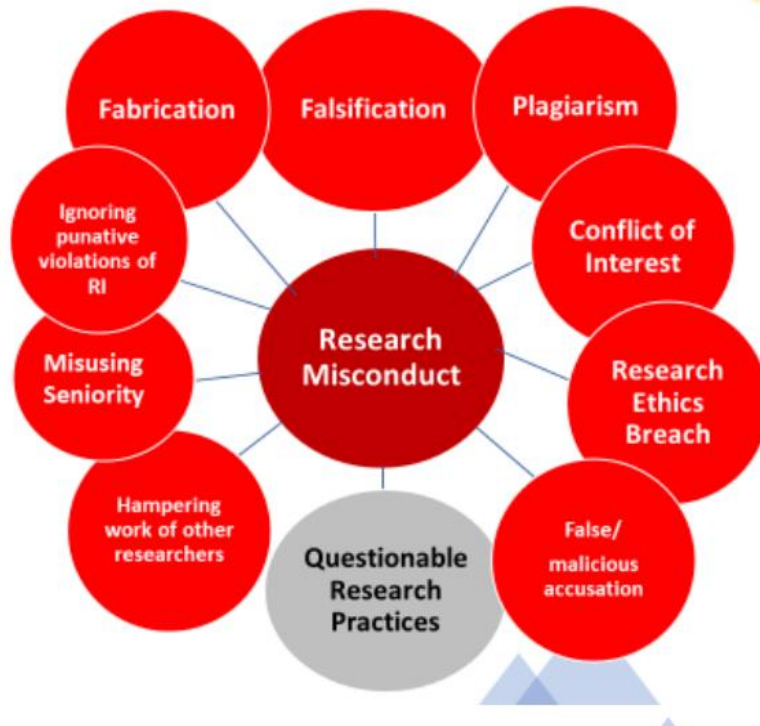 Fabrication
Falsification
Plagiarism
Ignoring
punative
violations of
RI
Conflict of
Interest
Research
Misconduct
Misusing
Seniority
Research
Ethics
Breach
Hampering
work of other
researchers
Questionable
Research
Practices
False/
malicious
accusation